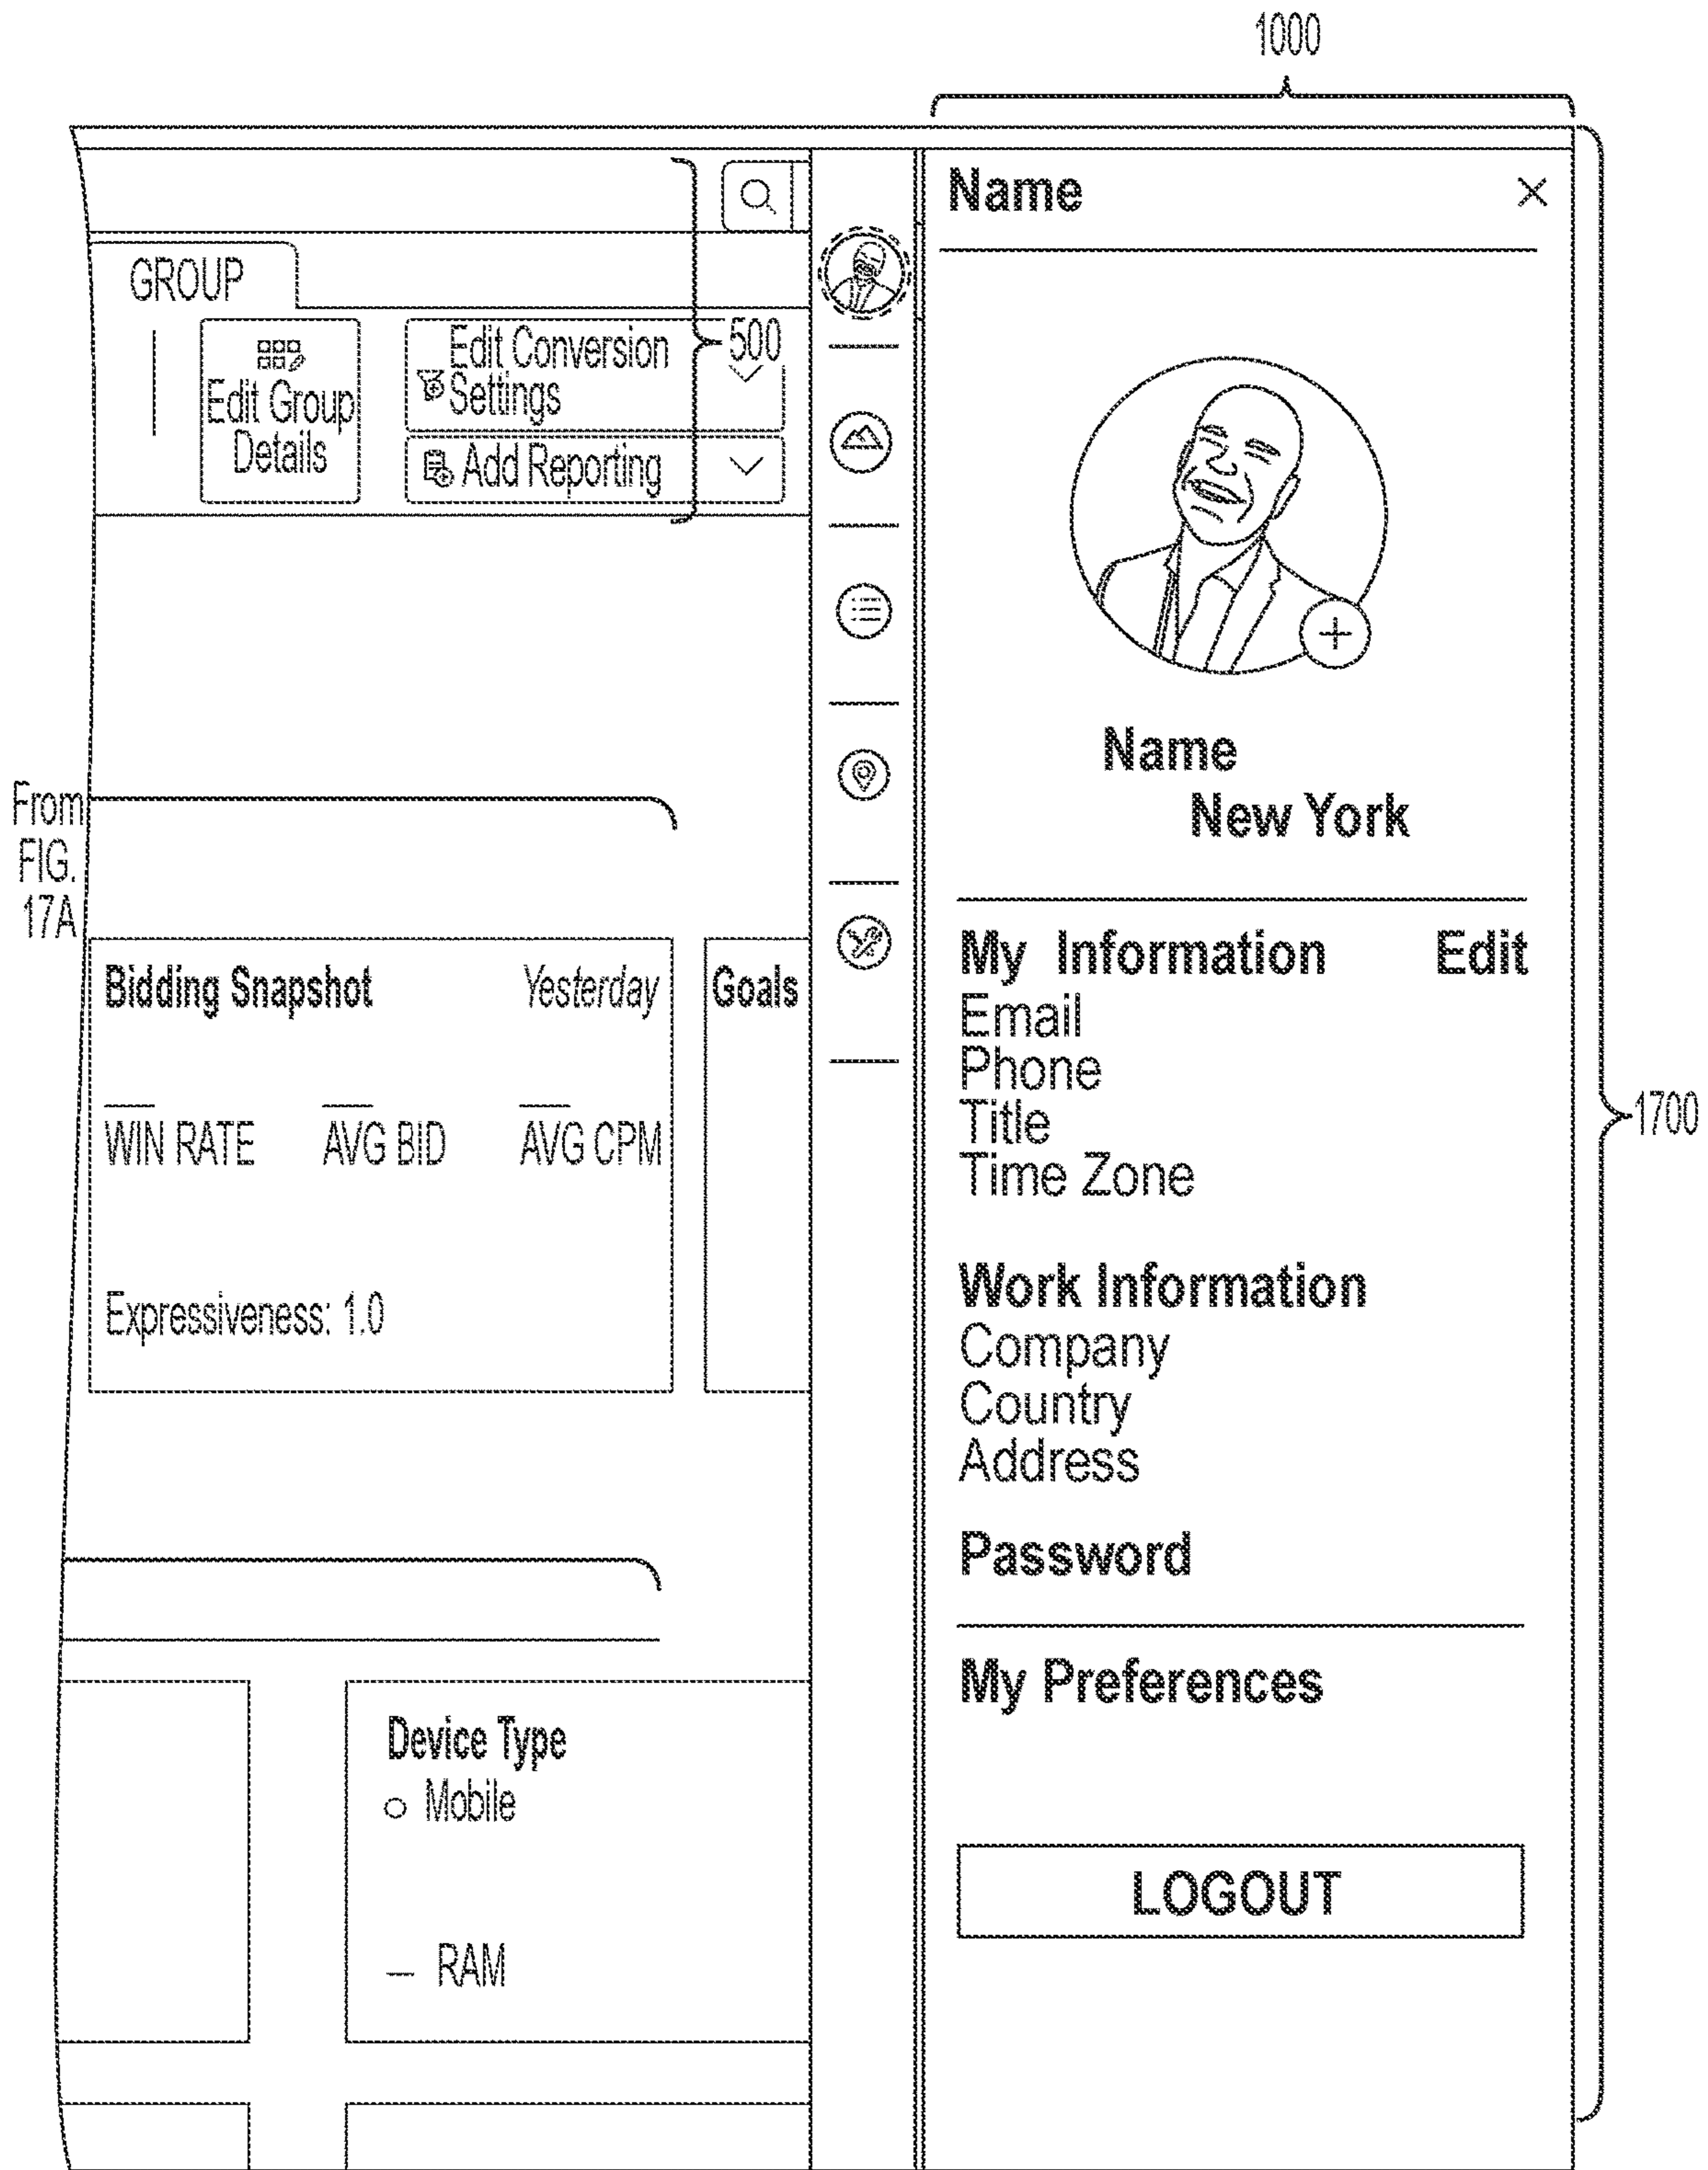 1000
Name
GROUP
Edit Group
Details
Edit Conversion
Settings
Add Reporting
500
Name
New York
From
FIG.
17A
Bidding Snapshot Yesterday
WIN RATE AVG BID AVG CPM
Expressiveness: 1.0
Goals
My Information Edit
Email
Phone
Title
Time Zone
1700
Work Information
Company
Country
Address
Password
My Preferences
Device Type
Mobile
RAM
LOGOUT